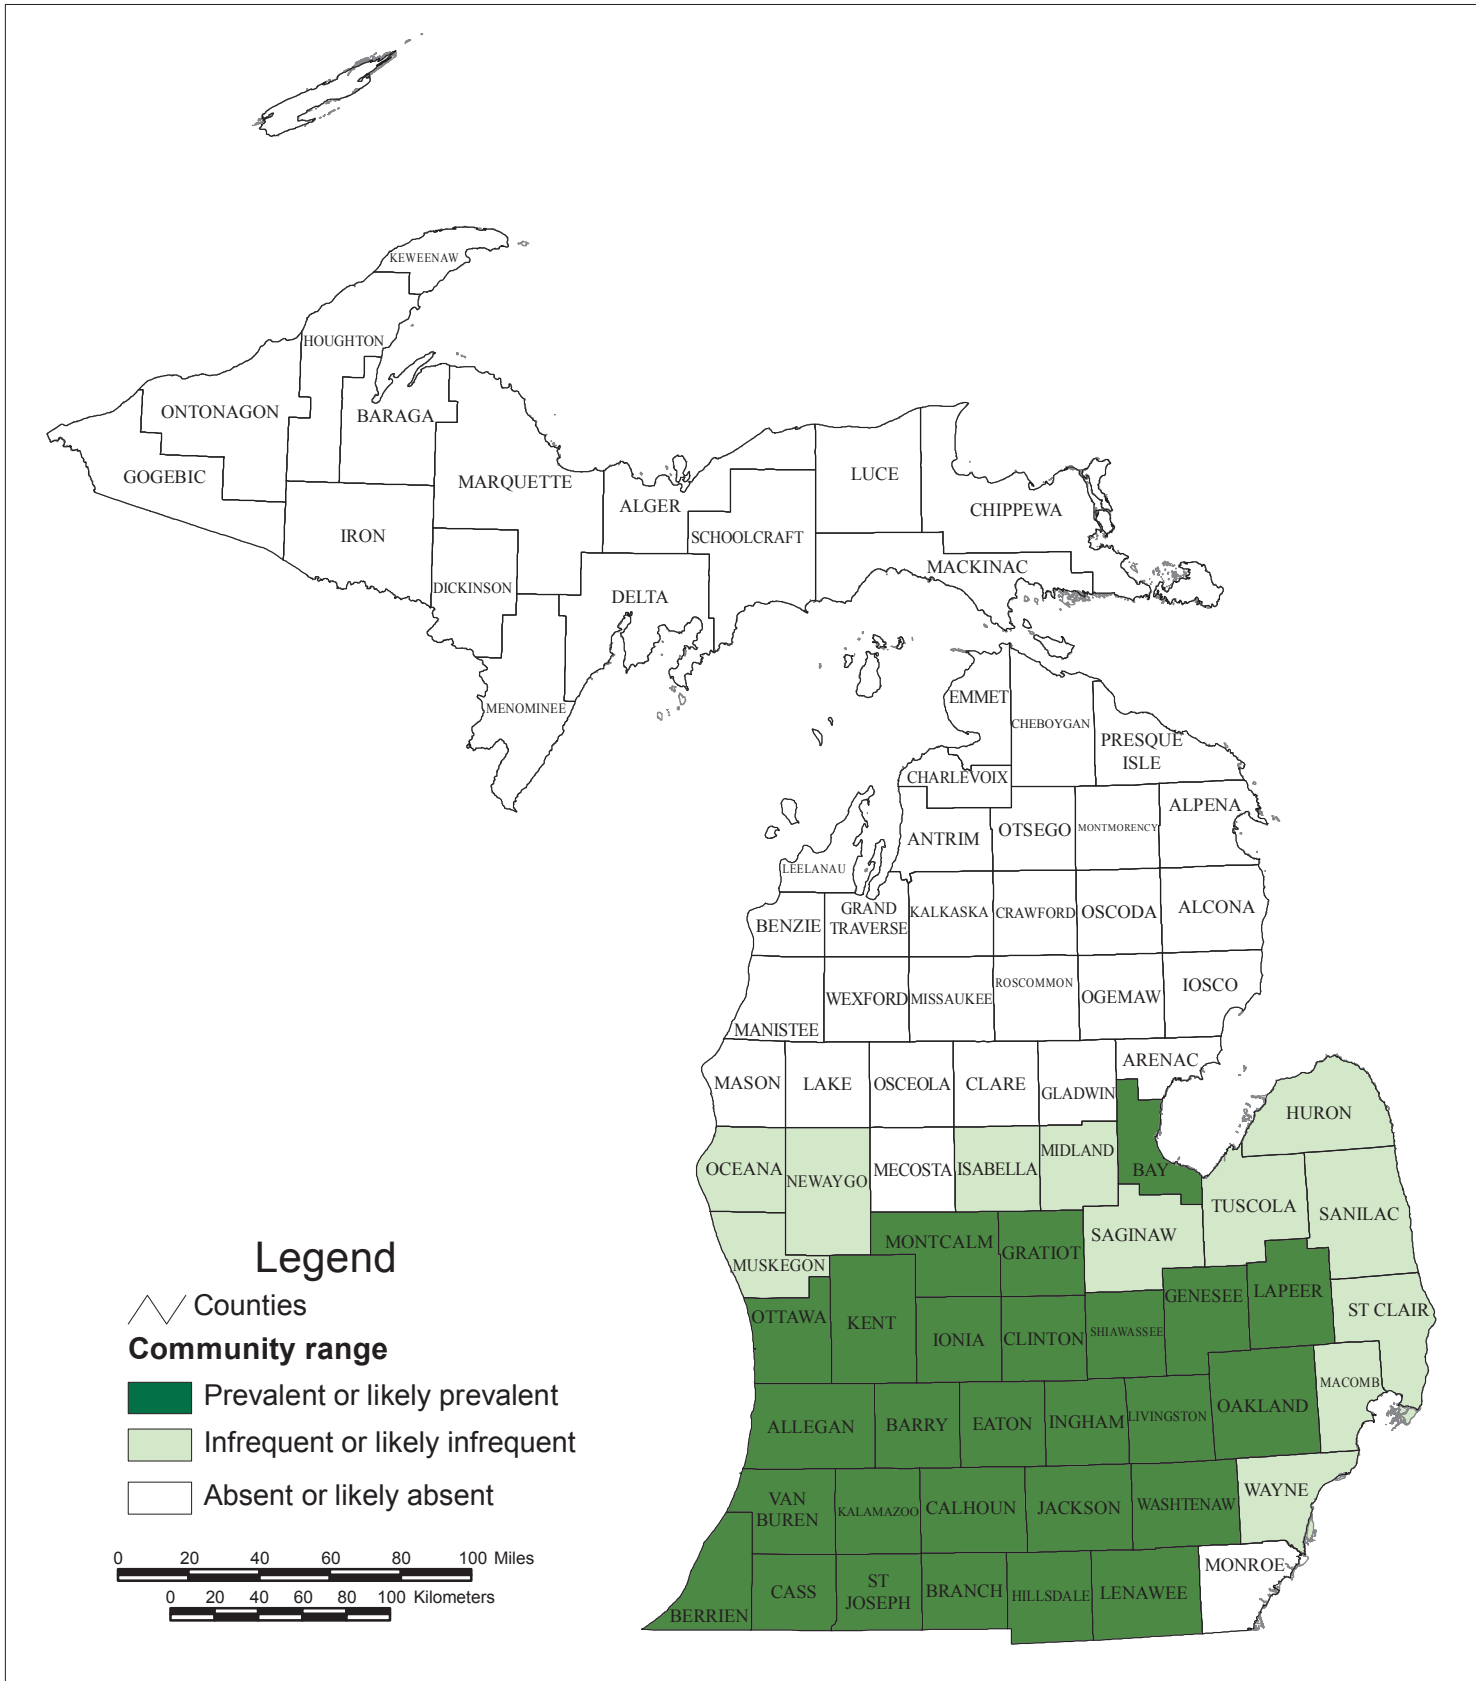 KEWEENAW
HOUGHTON
ONTONAGON
BARAGA
GOGEBIC
MARQUETTE
LUCE
ALGER
CHIPPEWA
IRON
SCHOOLCRAFT
MACKINAC
DICKINSON
DELTA
EMMET
MENOMINEE
CHEBOYGAN
PRESQUE
ISLE
CHARLEVOIX
ALPENA
ANTRIM
OTSEGO
MONTMORENCY
LEELANAU
BENZIE
GRAND
TRAVERSE
KALKASKA
CRAWFORD
OSCODA
ALCONA
MANISTEE
WEXFORD
MISSAUKEE
ROSCOMMON
OGEMAW
IOSCO
ARENAC
MASON
LAKE
OSCEOLA
CLARE
GLADWIN
HURON
OCEANA
NEWAYGO
MECOSTA
ISABELLA
MIDLAND
BAY
TUSCOLA
SANILAC
MUSKEGON
MONTCALM
GRATIOT
SAGINAW
GENESEE
LAPEER
ST CLAIR
OTTAWA
KENT
IONIA
CLINTON
SHIAWASSEE
MACOMB
ALLEGAN
BARRY
EATON
INGHAM
LIVINGSTON
OAKLAND
VAN
BUREN
KALAMAZOO
CALHOUN
JACKSON
WASHTENAW
WAYNE
BERRIEN
CASS
ST
JOSEPH
BRANCH
HILLSDALE
LENAWEE
MONROE
Legend
Counties
Community range
Prevalent or likely prevalent
Infrequent or likely infrequent
Absent or likely absent
0 20 40 60 80 100 Miles
0 20 40 60 80 100 Kilometers